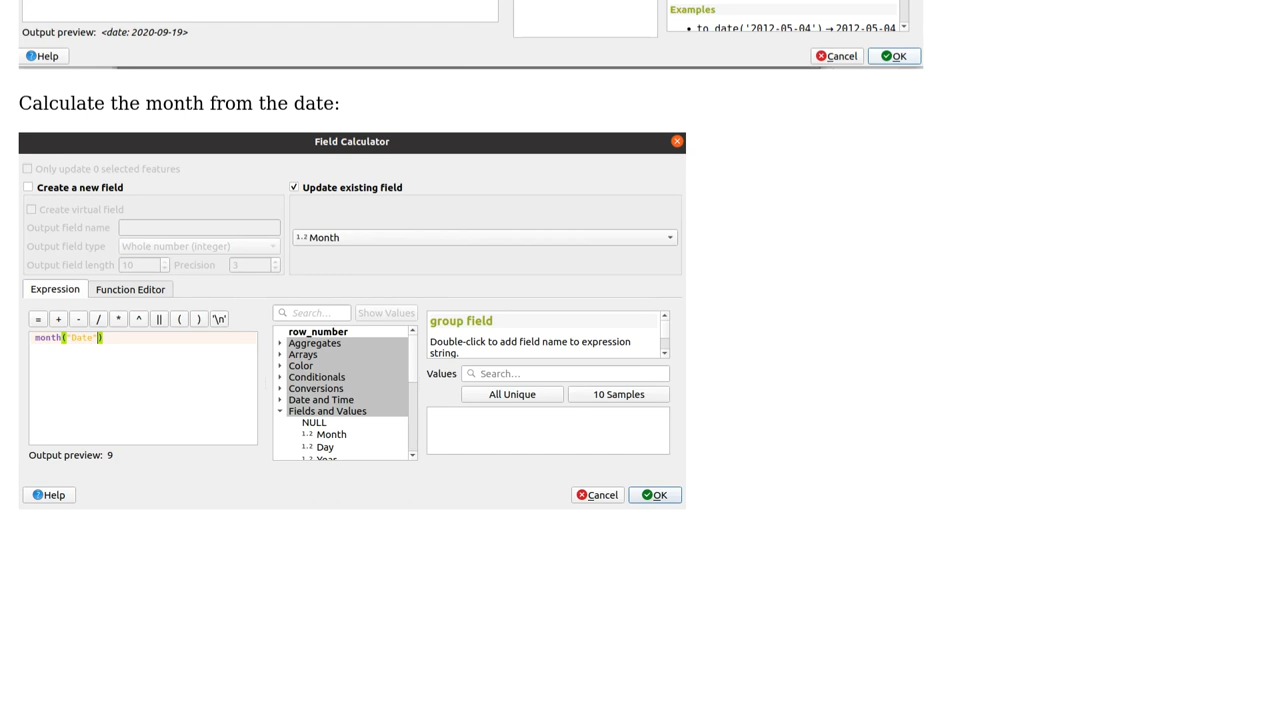 Examples
• to_date('2012-05-04') → 2012-05-04
Output preview: <date: 2020-09-19>
Help
Cancel
OK
Calculate the month from the date:
Field Calculator
Only update 0 selected features
Create a new field
Update existing field
Create virtual field
Output field name
Output field type Whole number (integer)
Output field length 10 Precision 3
1.2 Month
Expression Function Editor
= + - / * ^ || ( ) '\n'
month("Date")
Output preview: 9
Search... Show Values
row_number
Aggregates
Arrays
Color
Conditionals
Conversions
Date and Time
Fields and Values
NULL
1.2 Month
1.2 Day
1.2 Year
group field
Double-click to add field name to expression
string.
Values Search...
All Unique 10 Samples
Help
Cancel
OK